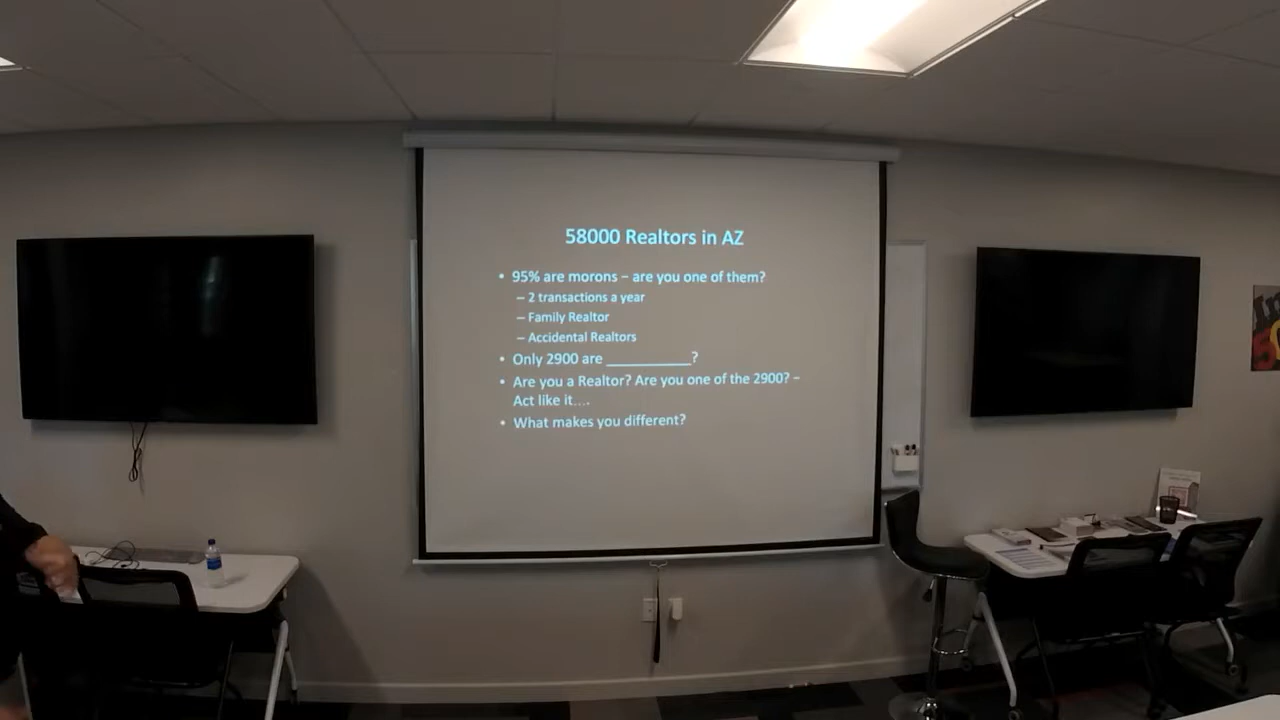 58000 Realtors in AZ
• 95% are morons – are you one of them?
– 2 transactions a year
– Family Realtor
– Accidental Realtors
• Only 2900 are ___________?
• Are you a Realtor? Are you one of the 2900? –
Act like it….
• What makes you different?